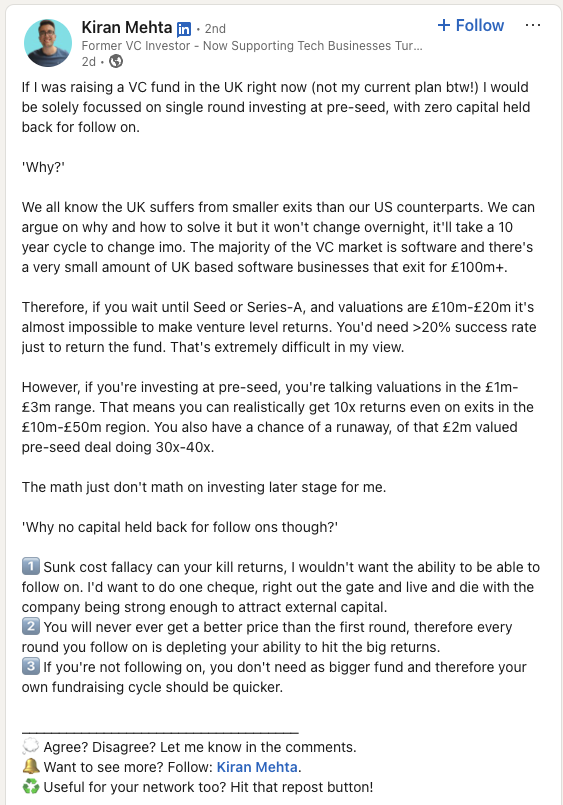 Kiran Mehta in • 2nd
+ Follow ...
Former VC Investor - Now Supporting Tech Businesses Tur...
2d •
If I was raising a VC fund in the UK right now (not my current plan btw!) I would
be solely focussed on single round investing at pre-seed, with zero capital held
back for follow on.
'Why?'
We all know the UK suffers from smaller exits than our US counterparts. We can
argue on why and how to solve it but it won't change overnight, it'll take a 10
year cycle to change imo. The majority of the VC market is software and there's
a very small amount of UK based software businesses that exit for £100m+.
Therefore, if you wait until Seed or Series-A, and valuations are £10m-£20m it's
almost impossible to make venture level returns. You'd need >20% success rate
just to return the fund. That's extremely difficult in my view.
However, if you're investing at pre-seed, you're talking valuations in the £1m-
£3m range. That means you can realistically get 10x returns even on exits in the
£10m-£50m region. You also have a chance of a runaway, of that £2m valued
pre-seed deal doing 30x-40x.
The math just don't math on investing later stage for me.
'Why no capital held back for follow ons though?'
1 Sunk cost fallacy can your kill returns, I wouldn't want the ability to be able to
follow on. I'd want to do one cheque, right out the gate and live and die with the
company being strong enough to attract external capital.
2 You will never ever get a better price than the first round, therefore every
round you follow on is depleting your ability to hit the big returns.
3 If you're not following on, you don't need as bigger fund and therefore your
own fundraising cycle should be quicker.
Agree? Disagree? Let me know in the comments.
Want to see more? Follow: Kiran Mehta.
Useful for your network too? Hit that repost button!